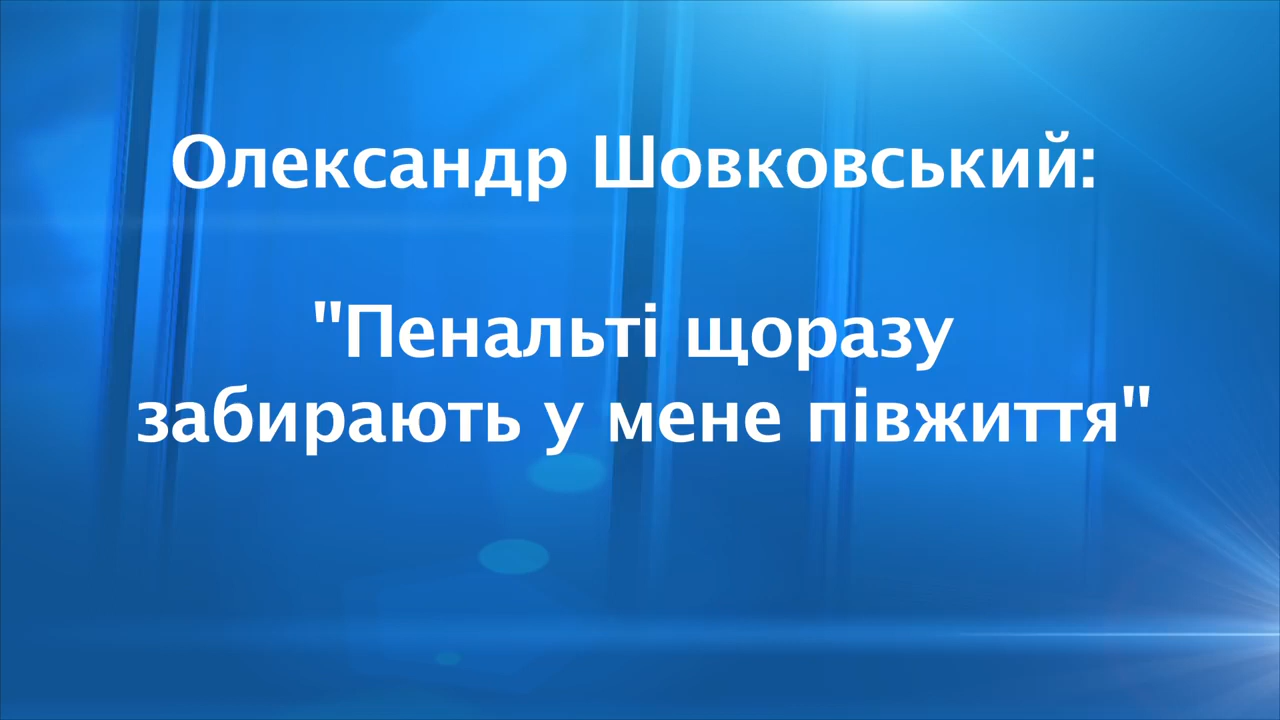 Олександр Шовковський:
"Пенальті щоразу
забирають у мене півжиття"